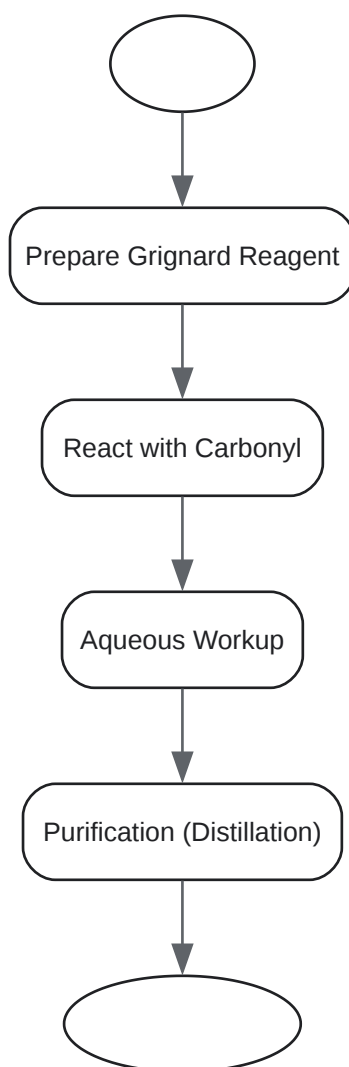 Prepare Grignard Reagent
React with Carbonyl
Aqueous Workup
Purification (Distillation)